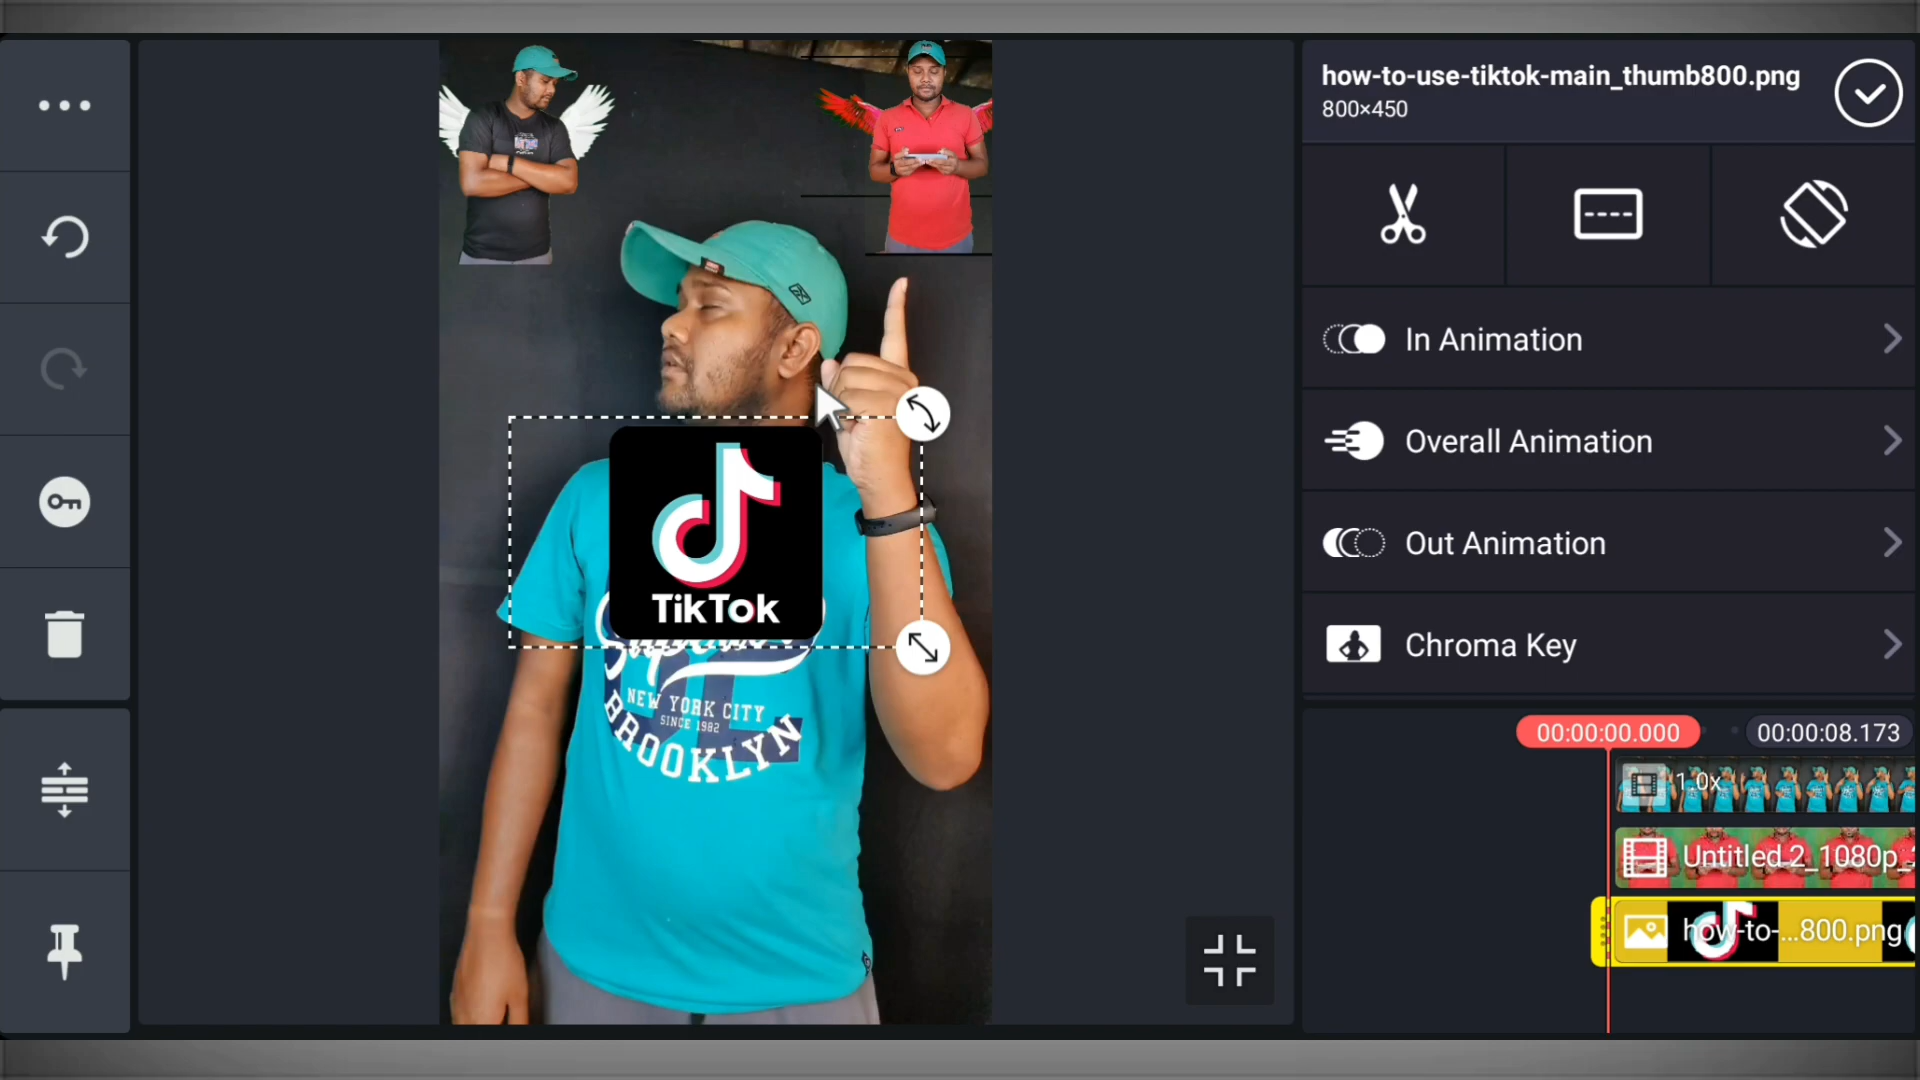 how-to-use-tiktok-main_thumb800.png
800×450
In Animation
Overall Animation
Out Animation
Chroma Key
TikTok
NEW YORK CITY
SINCE 1982
BROOKLYN
00:00:00.000
00:00:08.173
1.0x
Untitled 2_1080p_
how-to-...800.png